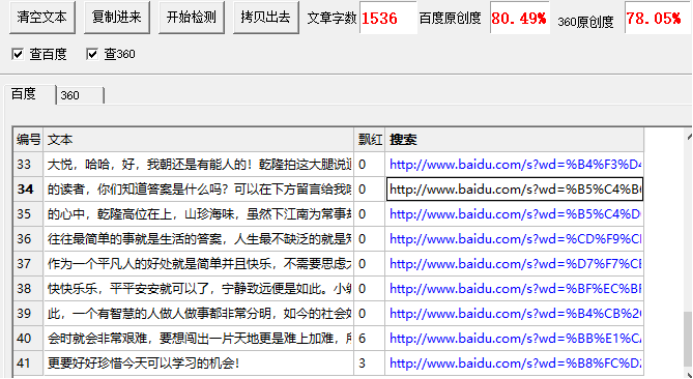 清空文本 复制进来 开始检测 拷贝出去 文章字数 1536 百度原创度 80.49% 360原创度 78.05%
查百度 查360
百度 360
编号 文本 飘红 搜索
33 大悦，哈哈，好，我朝还是有能人的！乾隆拍这大腿说道 0 http://www.baidu.com/s?wd=%B4%F3%D4
34 的读者，你们知道答案是什么吗？可以在下方留言给我 0 http://www.baidu.com/s?wd=%B5%C4%B6
35 的心中，乾隆高位在上，山珍海味，虽然下江南为常事 0 http://www.baidu.com/s?wd=%B5%C4%D
36 往往最简单的事就是生活的答案，人生最不缺泛的就是 0 http://www.baidu.com/s?wd=%CD%F9%C
37 作为一个平凡人的好处就是简单并且快乐，不需要思虑 0 http://www.baidu.com/s?wd=%D7%F7%CE
38 快快乐乐，平平安安就可以了，宁静致远便是如此。小 0 http://www.baidu.com/s?wd=%BF%EC%BF
39 此，一个有智慧的人做人做事都非常分明，如今的社会 0 http://www.baidu.com/s?wd=%B4%CB%2
40 会时就会非常艰难，要想闯出一片天地更是难上加难， 6 http://www.baidu.com/s?wd=%BB%E1%C
41 更要好好珍惜今天可以学习的机会！ 3 http://www.baidu.com/s?wd=%B8%FC%D